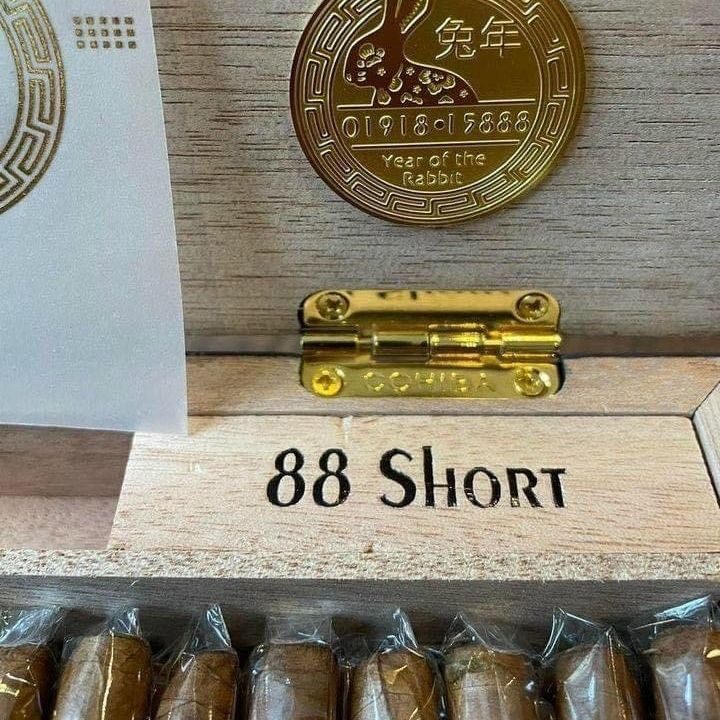 兔年
01918·15888
Year of the
Rabbit
COHIBA
88 SHORT